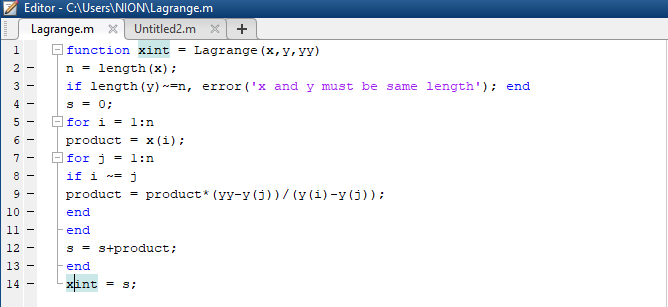 Editor - C:\Users\NION\Lagrange.m
Lagrange.m × Untitled2.m × +
1 function xint = Lagrange(x,y,yy)
2 - n = length(x);
3 - if length(y)~=n, error('x and y must be same length'); end
4 - s = 0;
5 - for i = 1:n
6 - product = x(i);
7 - for j = 1:n
8 - if i ~= j
9 - product = product*(yy-y(j))/(y(i)-y(j));
10 - end
11 - end
12 - s = s+product;
13 - end
14 - xint = s;